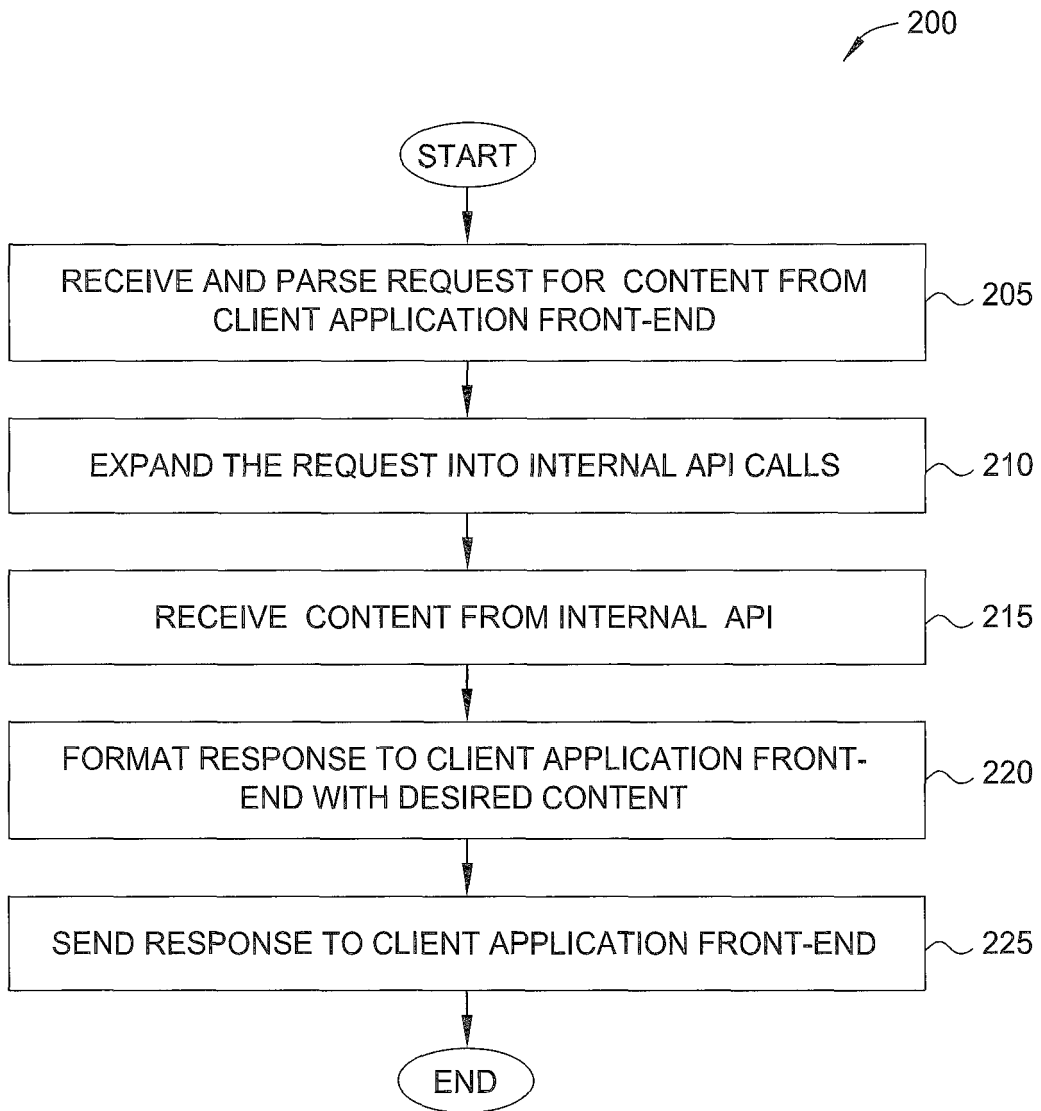 200
START
RECEIVE AND PARSE REQUEST FOR CONTENT FROM
CLIENT APPLICATION FRONT-END
205
EXPAND THE REQUEST INTO INTERNAL API CALLS
210
RECEIVE CONTENT FROM INTERNAL API
215
FORMAT RESPONSE TO CLIENT APPLICATION FRONT-
END WITH DESIRED CONTENT
220
SEND RESPONSE TO CLIENT APPLICATION FRONT-END
225
END